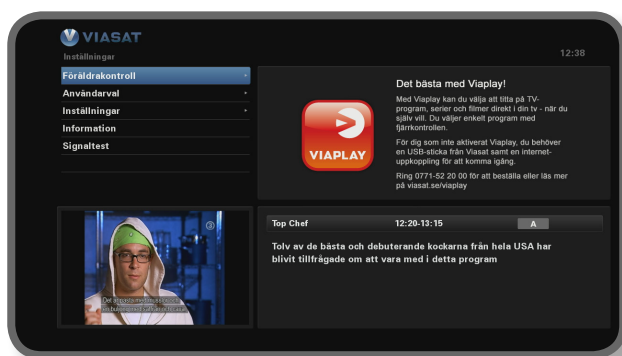 VIASAT
Inställningar
12:38
Föräldrakontroll
Användarval
Inställningar
Information
Signaltest
VIAPLAY
Det bästa med Viaplay!
Med Viaplay kan du välja att titta på TV-
program, serier och filmer direkt i din tv - när du
själv vill. Du väljer enkelt program med
fjärrkontrollen.
För dig som inte aktiverat Viaplay, du behöver
en USB-sticka från Viasat samt en internet-
uppkoppling för att komma igång.
Ring 0771-52 20 00 för att beställa eller läs mer
på viasat.se/viaplay
3
Top Chef 12:20-13:15 A
Tolv av de bästa och debuterande kockarna från hela USA har
blivit tillfrågade om att vara med i detta program